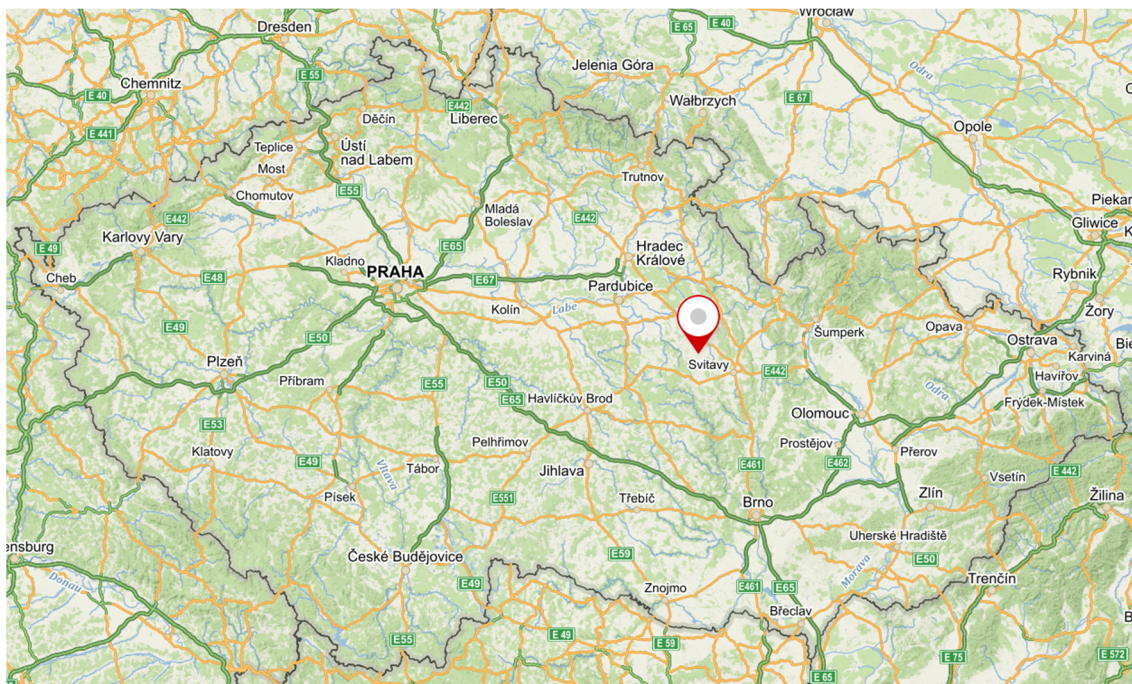 Dresden
E 65
E 40
Wrocław
E 55
Jelenia Góra
Odra
Chemnitz
E 40
E442
Wałbrzych
E 67
Děčín
Liberec
E 441
Opole
Teplice
Ústí
nad Labem
Most
Trutnov
Chomutov
E55
Piekar
E442
Mladá
Boleslav
E442
Gliwice
Karlovy Vary
E 49
E65
Hradec
Králové
Kladno
PRAHA
Cheb
E48
E67
Rybnik
Pardubice
Kolín
Labe
Żory
E49
E50
Šumperk
Opava
Ostrava
Plzeň
Svitavy
E442
Karviná
Havířov
Příbram
E55
E50
E65
Havlíčkův Brod
Odra
Frýdek-Místek
Olomouc
E53
Pelhřimov
Prostějov
Klatovy
E49
Vltava
Tábor
Jihlava
E461
E462
Přerov
E 442
Vsetín
Písek
E551
Třebíč
Brno
Zlín
Žilina
Uherské Hradiště
ensburg
České Budějovice
E59
E50
Donau
E49
Znojmo
E461
E65
Morava
Trenčín
Břeclav
E55
E 49
E 59
E 75
E 572
E 65